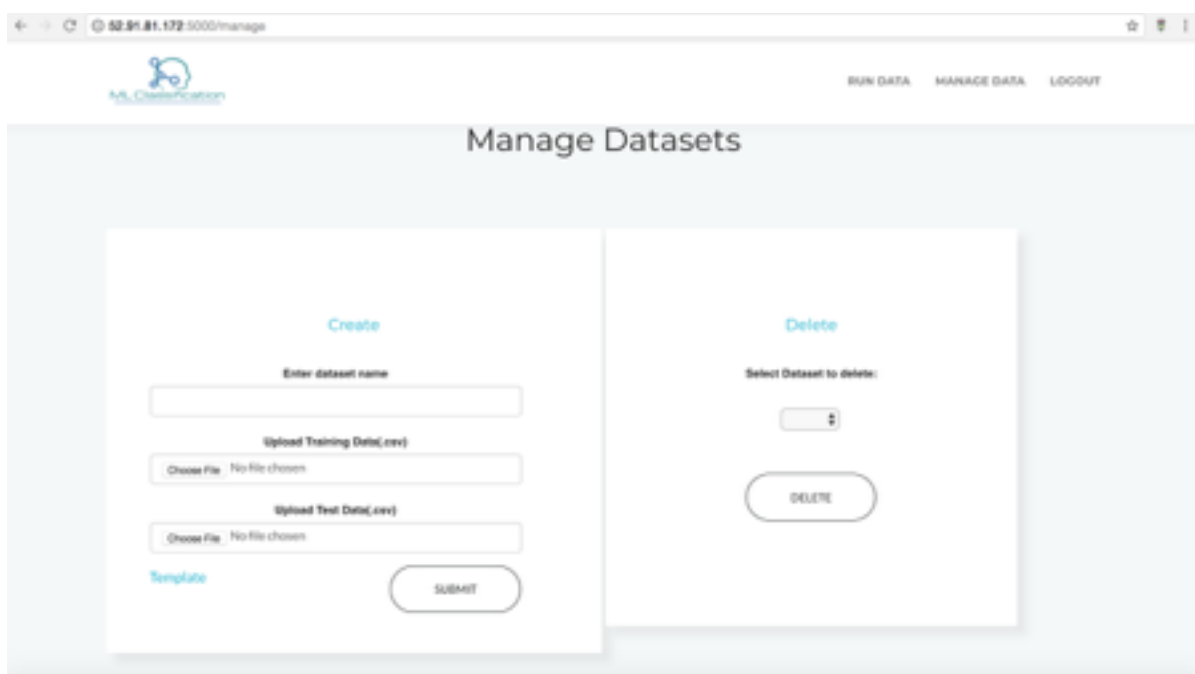 52.91.81.172:5000/manage
ML Classification
RUN DATA MANAGE DATA LOGOUT
Manage Datasets
Create
Enter dataset name
Upload Training Data(.csv)
Choose File No file chosen
Upload Test Data(.csv)
Choose File No file chosen
Template
SUBMIT
Delete
Select Dataset to delete:
DELETE